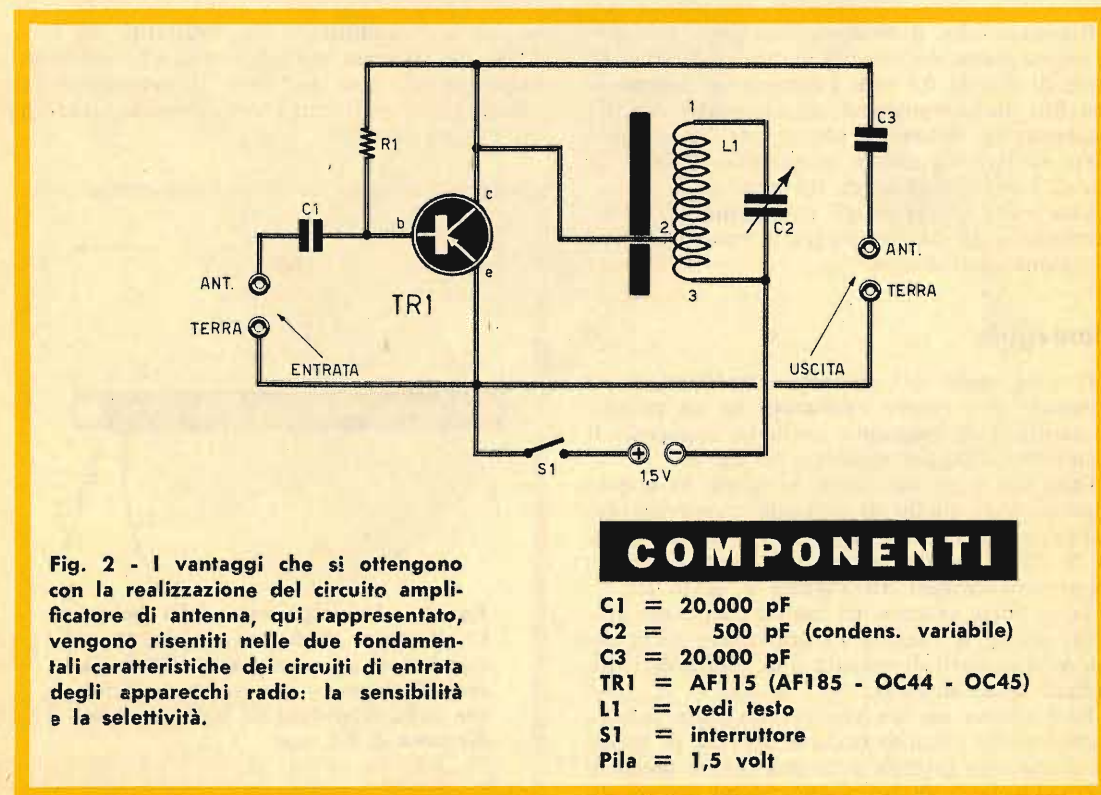 1
C3
R1
L1
C1
c
b
2
C2
e
3
ANT.
ANT.
TR1
TERRA
TERRA
ENTRATA
USCITA
S1
+
−
1,5 V
Fig. 2 - I vantaggi che si ottengono
con la realizzazione del circuito ampli-
ficatore di antenna, qui rappresentato,
vengono risentiti nelle due fondamen-
tali caratteristiche dei circuiti di entrata
degli apparecchi radio: la sensibilità
e la selettività.
COMPONENTI
C1 = 20.000 pF
C2 = 500 pF (condens. variabile)
C3 = 20.000 pF
TR1 = AF115 (AF185 - OC44 - OC45)
L1 = vedi testo
S1 = interruttore
Pila = 1,5 volt